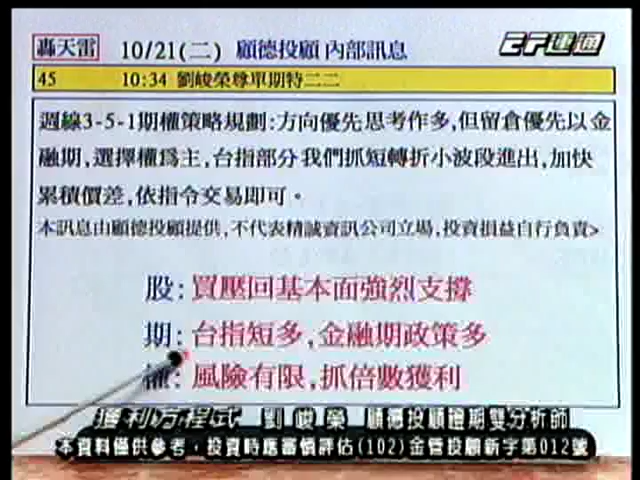 轟天雷 10/21(二) 顧德投顧 內部訊息
EF 運通
45 10:34 劉峻榮尊單期特二二
週線3-5-1期權策略規劃:方向優先思考作多,但留倉優先以金
融期,選擇權為主,台指部分我們抓短轉折小波段進出,加快
累積價差,依指令交易即可。
本訊息由顧德投顧提供,不代表精誠資訊公司立場,投資損益自行負責>
股:買壓回基本面強烈支撐
期:台指短多,金融期政策多
權:風險有限,抓倍數獲利
獲利方程式 劉峻榮 顧德投顧證期雙分析師
本資料僅供參考，投資時應審慎評估(102)金管投顧新字第012號